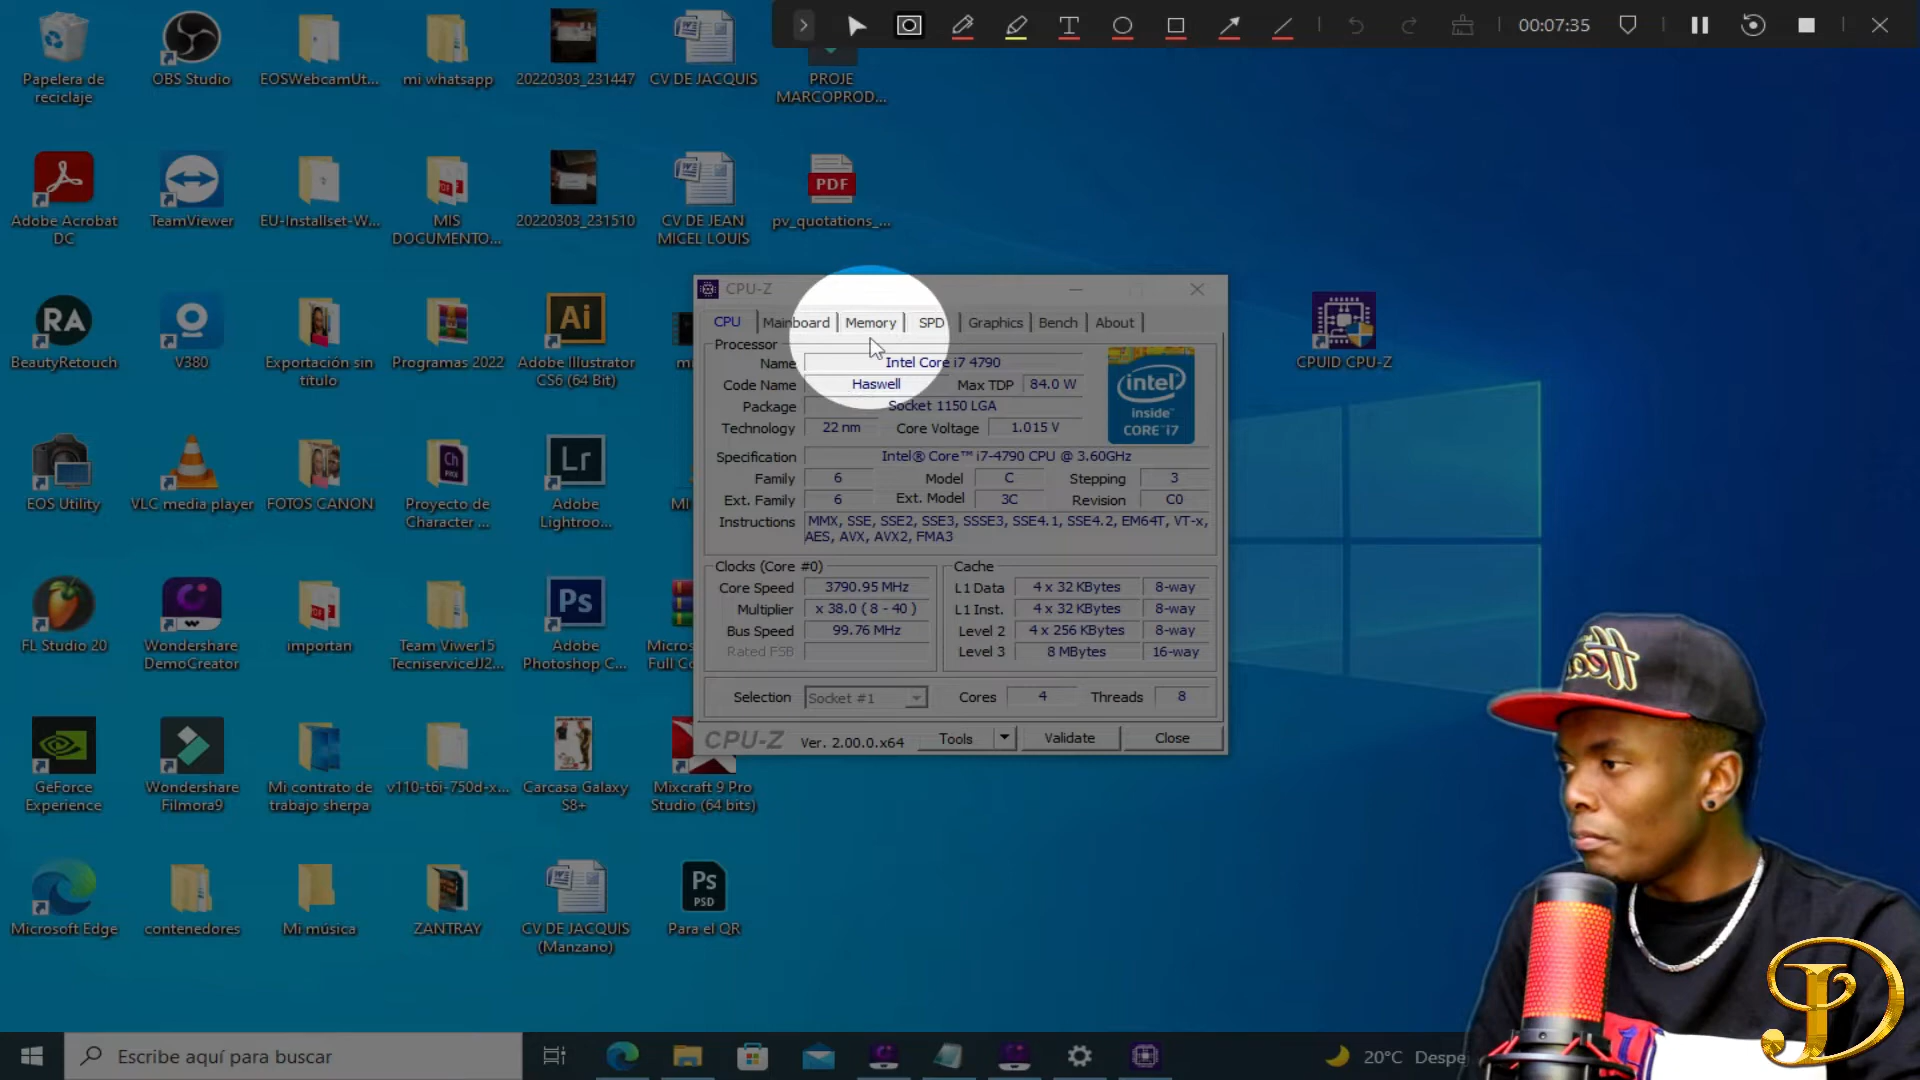 00:07:35
Papelera de
reciclaje
OBS Studio
EOSWebcamUt...
mi whatsapp
20220303_231447
CV DE JACQUIS
PROJE
MARCOPROD...
Adobe Acrobat
DC
TeamViewer
EU-Installset-W...
MIS
DOCUMENTO...
20220303_231510
CV DE JEAN
MICEL LOUIS
PDF
pv_quotations_...
RA
BeautyRetouch
V380
Exportación sin
titulo
Programas 2022
Ai
Adobe Illustrator
CS6 (64 Bit)
CPUID CPU-Z
EOS Utility
VLC media player
FOTOS CANON
Ch
Proyecto de
Character ...
Lr
Adobe
Lightroo...
MI
FL Studio 20
Wondershare
DemoCreator
importan
Team Viwer15
TecniserviceJJ2...
Ps
Adobe
Photoshop C...
Micros
Full Co
GeForce
Experience
Wondershare
Filmora9
Mi contrato de
trabajo sherpa
v110-t6i-750d-x...
Carcasa Galaxy
S8+
Mixcraft 9 Pro
Studio (64 bits)
Microsoft Edge
contenedores
Mi música
ZANTRAY
CV DE JACQUIS
(Manzano)
Ps
PSD
Para el QR
CPU-Z
CPU Mainboard Memory SPD Graphics Bench About
Processor
Name Intel Core i7 4790
Code Name Haswell Max TDP 84.0 W
Package Socket 1150 LGA
Technology 22 nm Core Voltage 1.015 V
intel
inside
CORE i7
Specification Intel® Core™ i7-4790 CPU @ 3.60GHz
Family 6 Model C Stepping 3
Ext. Family 6 Ext. Model 3C Revision C0
Instructions MMX, SSE, SSE2, SSE3, SSSE3, SSE4.1, SSE4.2, EM64T, VT-x,
AES, AVX, AVX2, FMA3
Clocks (Core #0)
Core Speed 3790.95 MHz
Multiplier x 38.0 ( 8 - 40 )
Bus Speed 99.76 MHz
Rated FSB
Cache
L1 Data 4 x 32 KBytes 8-way
L1 Inst. 4 x 32 KBytes 8-way
Level 2 4 x 256 KBytes 8-way
Level 3 8 MBytes 16-way
Selection Socket #1 Cores 4 Threads 8
CPU-Z Ver. 2.00.0.x64 Tools Validate Close
Escribe aquí para buscar
20°C Despe